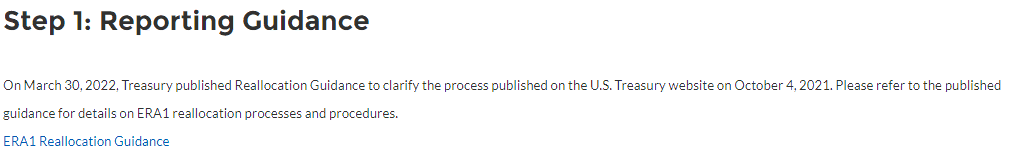 Step 1: Reporting Guidance
On March 30, 2022, Treasury published Reallocation Guidance to clarify the process published on the U.S. Treasury website on October 4, 2021. Please refer to the published
guidance for details on ERA1 reallocation processes and procedures.
ERA1 Reallocation Guidance